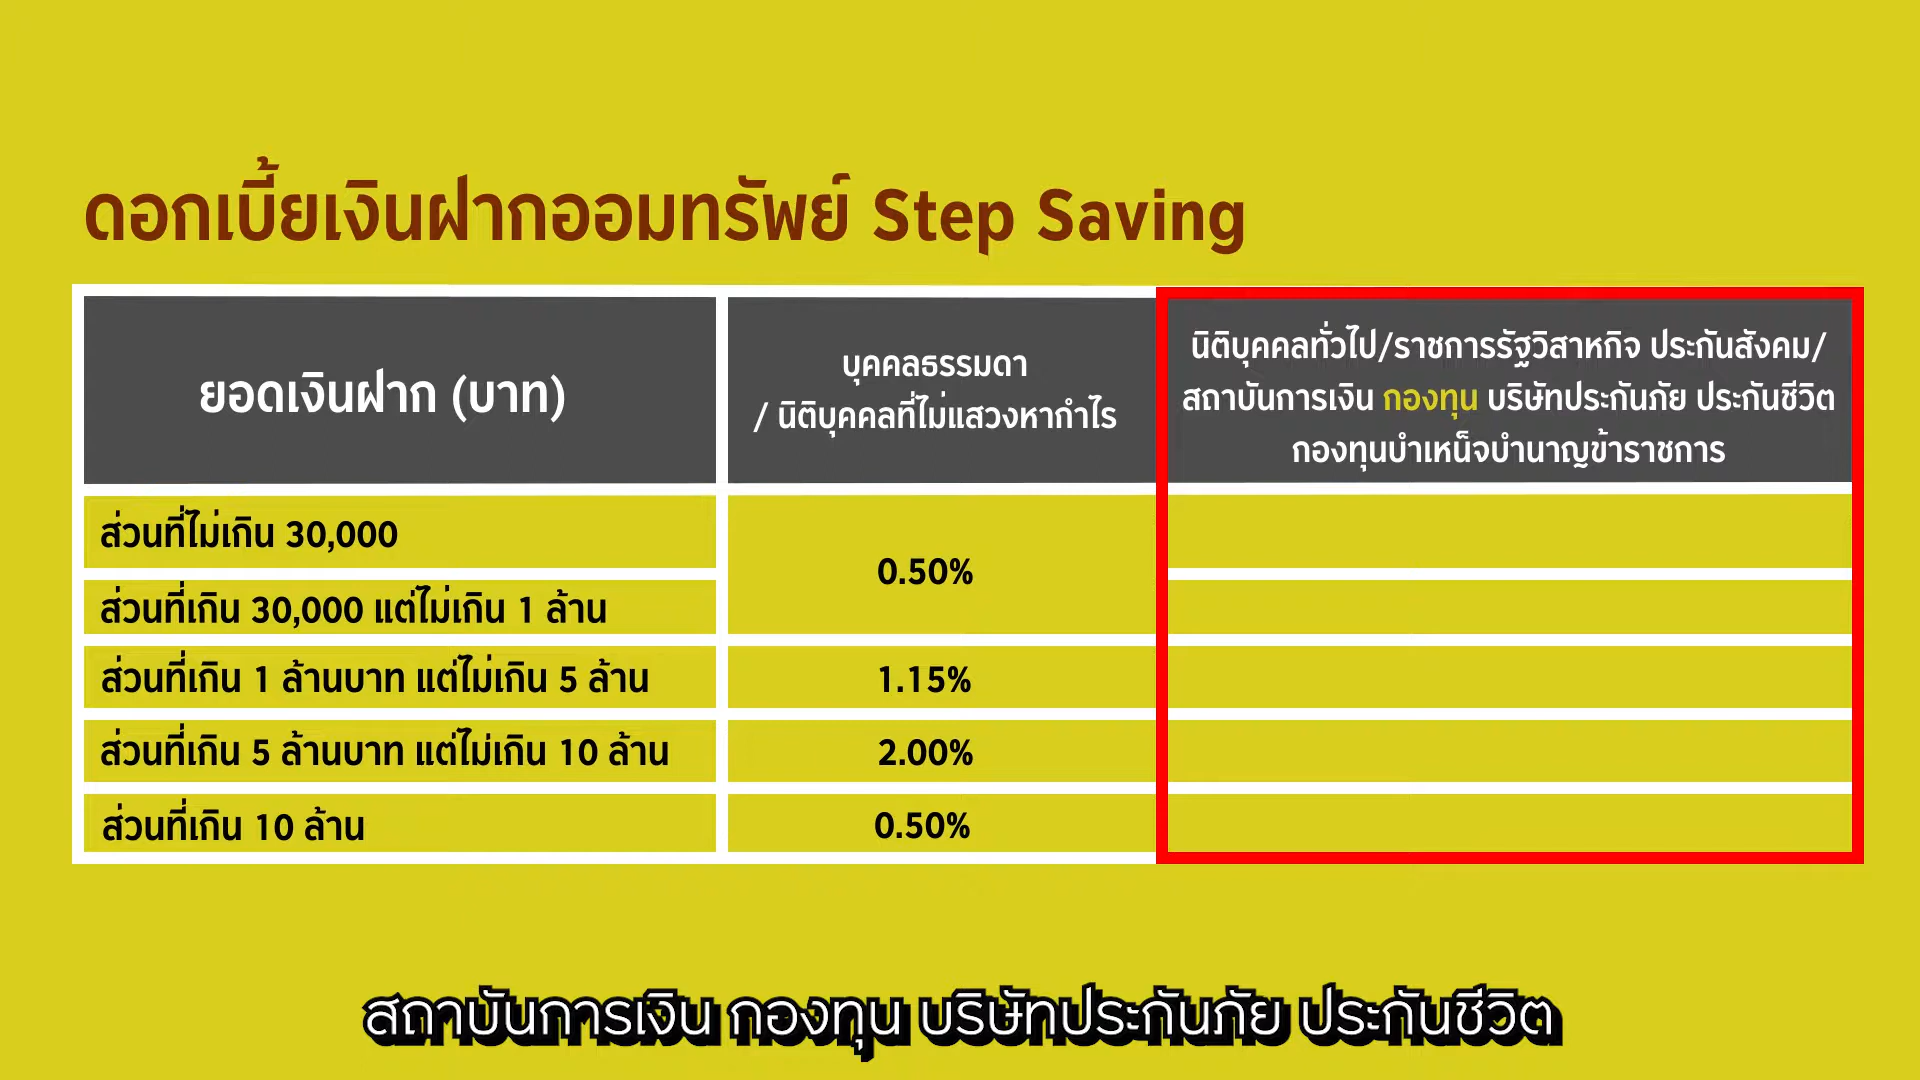 ดอกเบี้ยเงินฝากออมทรัพย์ Step Saving
ยอดเงินฝาก (บาท)
บุคคลธรรมดา
/ นิติบุคคลที่ไม่แสวงหากำไร
นิติบุคคลทั่วไป/ราชการรัฐวิสาหกิจ ประกันสังคม/
สถาบันการเงิน กองทุน บริษัทประกันภัย ประกันชีวิต
กองทุนบำเหน็จบำนาญข้าราชการ
ส่วนที่ไม่เกิน 30,000
0.50%
ส่วนที่เกิน 30,000 แต่ไม่เกิน 1 ล้าน
ส่วนที่เกิน 1 ล้านบาท แต่ไม่เกิน 5 ล้าน
1.15%
ส่วนที่เกิน 5 ล้านบาท แต่ไม่เกิน 10 ล้าน
2.00%
ส่วนที่เกิน 10 ล้าน
0.50%
สถาบันการเงิน กองทุน บริษัทประกันภัย ประกันชีวิต